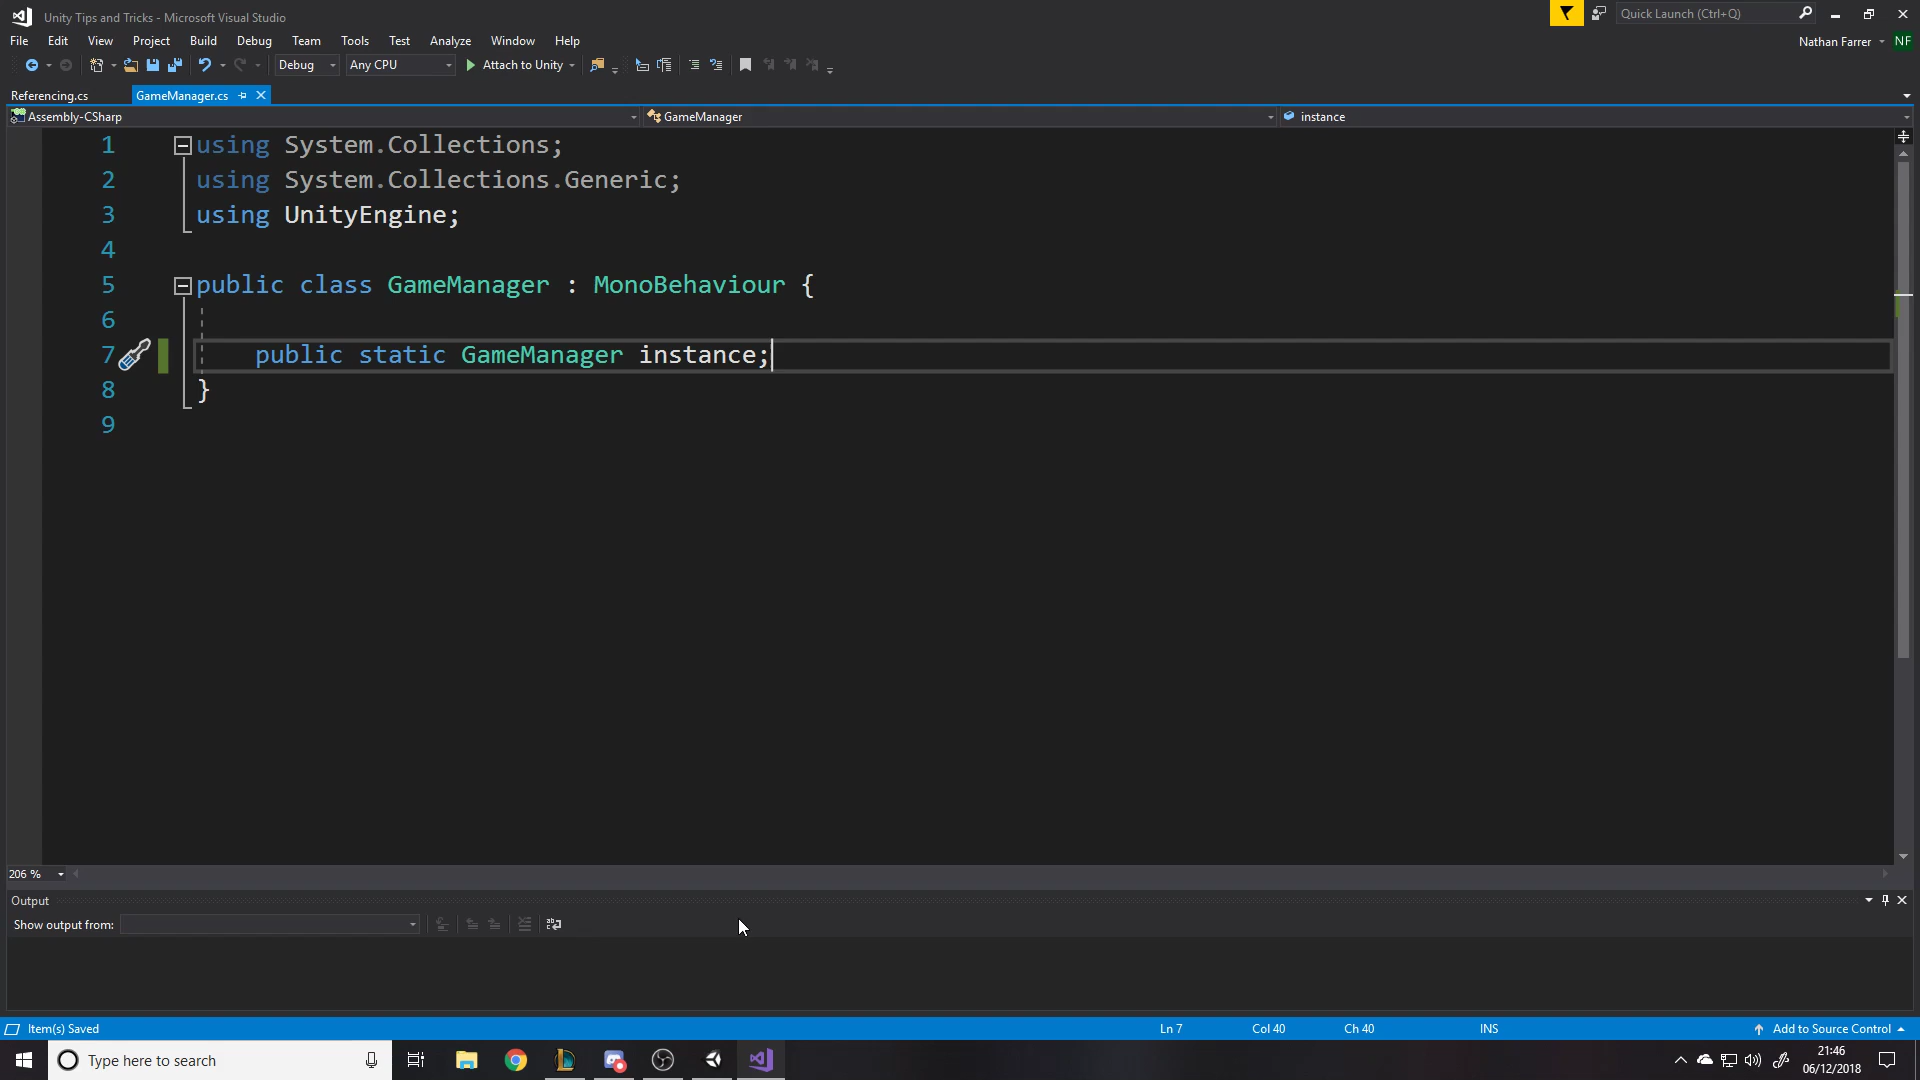 Unity Tips and Tricks - Microsoft Visual Studio
Quick Launch (Ctrl+Q)
File Edit View Project Build Debug Team Tools Test Analyze Window Help
Nathan Farrer NF
Debug Any CPU Attach to Unity
Referencing.cs GameManager.cs
Assembly-CSharp GameManager instance
1 using System.Collections;
2 using System.Collections.Generic;
3 using UnityEngine;
4
5 public class GameManager : MonoBehaviour {
6
7 public static GameManager instance;
8 }
9
206 %
Output
Show output from:
Item(s) Saved Ln 7 Col 40 Ch 40 INS Add to Source Control
Type here to search
21:46
06/12/2018